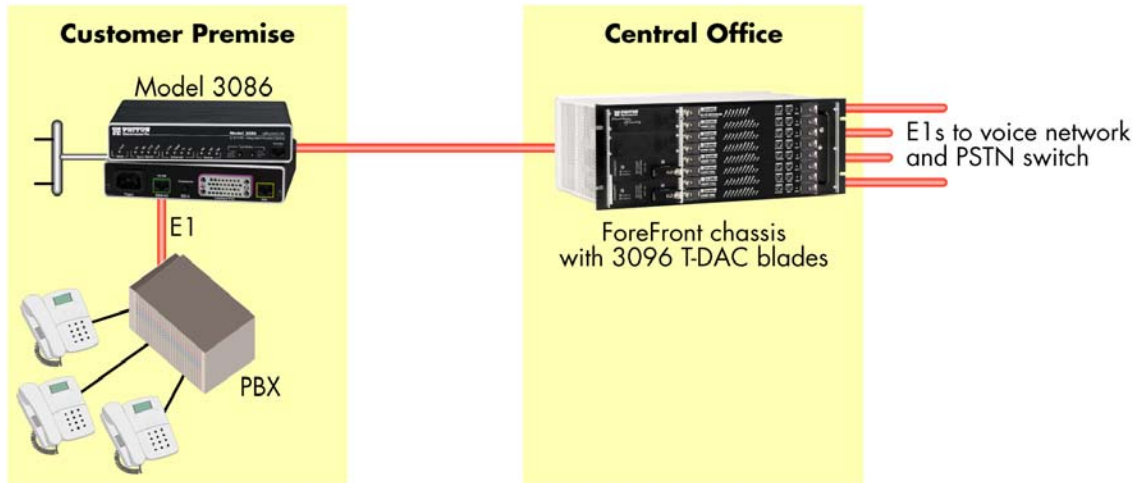 Customer Premise
Central Office
Model 3086
E1
PBX
ForeFront chassis
with 3096 T-DAC blades
E1s to voice network
and PSTN switch